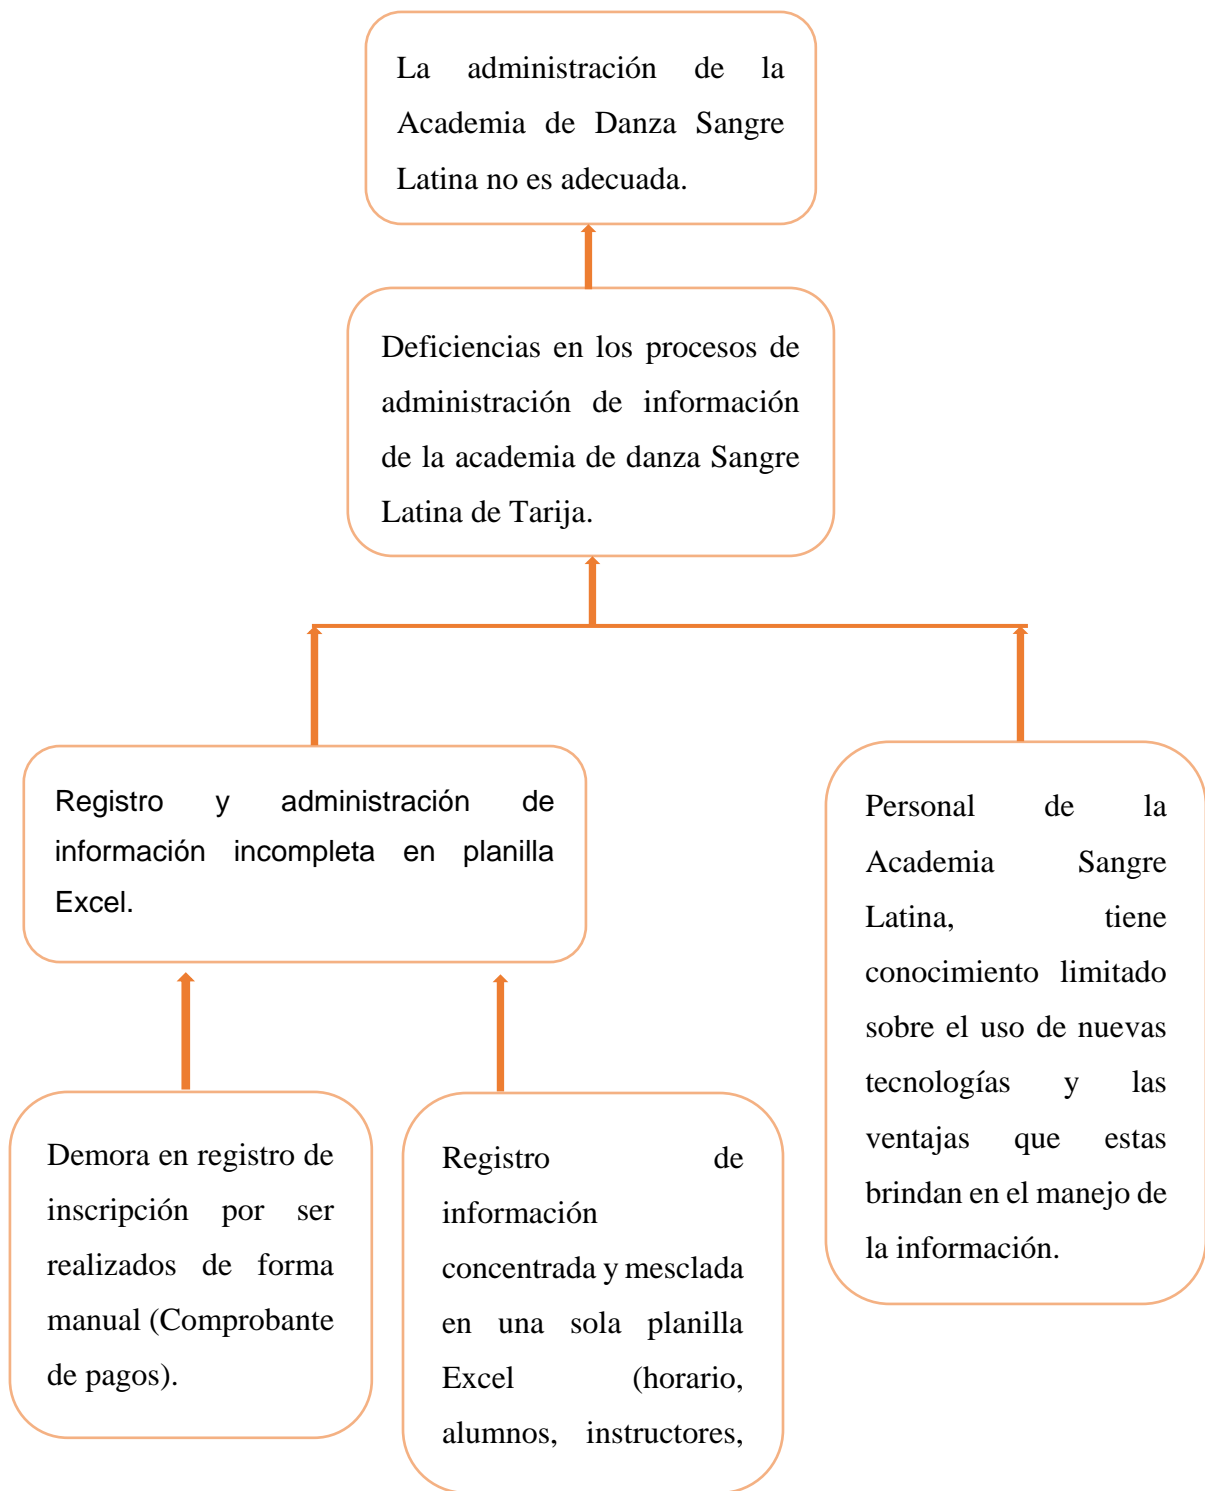 La administración de la
Academia de Danza Sangre
Latina no es adecuada.
Deficiencias en los procesos de
administración de información
de la academia de danza Sangre
Latina de Tarija.
Registro y administración de
información incompleta en planilla
Excel.
Personal de la
Academia Sangre
Latina, tiene
conocimiento limitado
sobre el uso de nuevas
tecnologías y las
ventajas que estas
brindan en el manejo de
la información.
Demora en registro de
inscripción por ser
realizados de forma
manual (Comprobante
de pagos).
Registro de
información
concentrada y mesclada
en una sola planilla
Excel (horario,
alumnos, instructores,